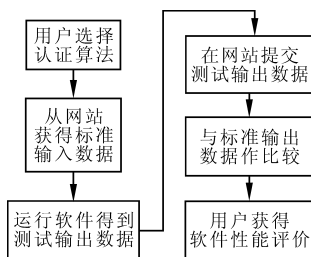 用户选择
认证算法
从网站
获得标准
输入数据
运行软件得到
测试输出数据
在网站提交
测试输出数据
与标准输出
数据作比较
用户获得
软件性能评价